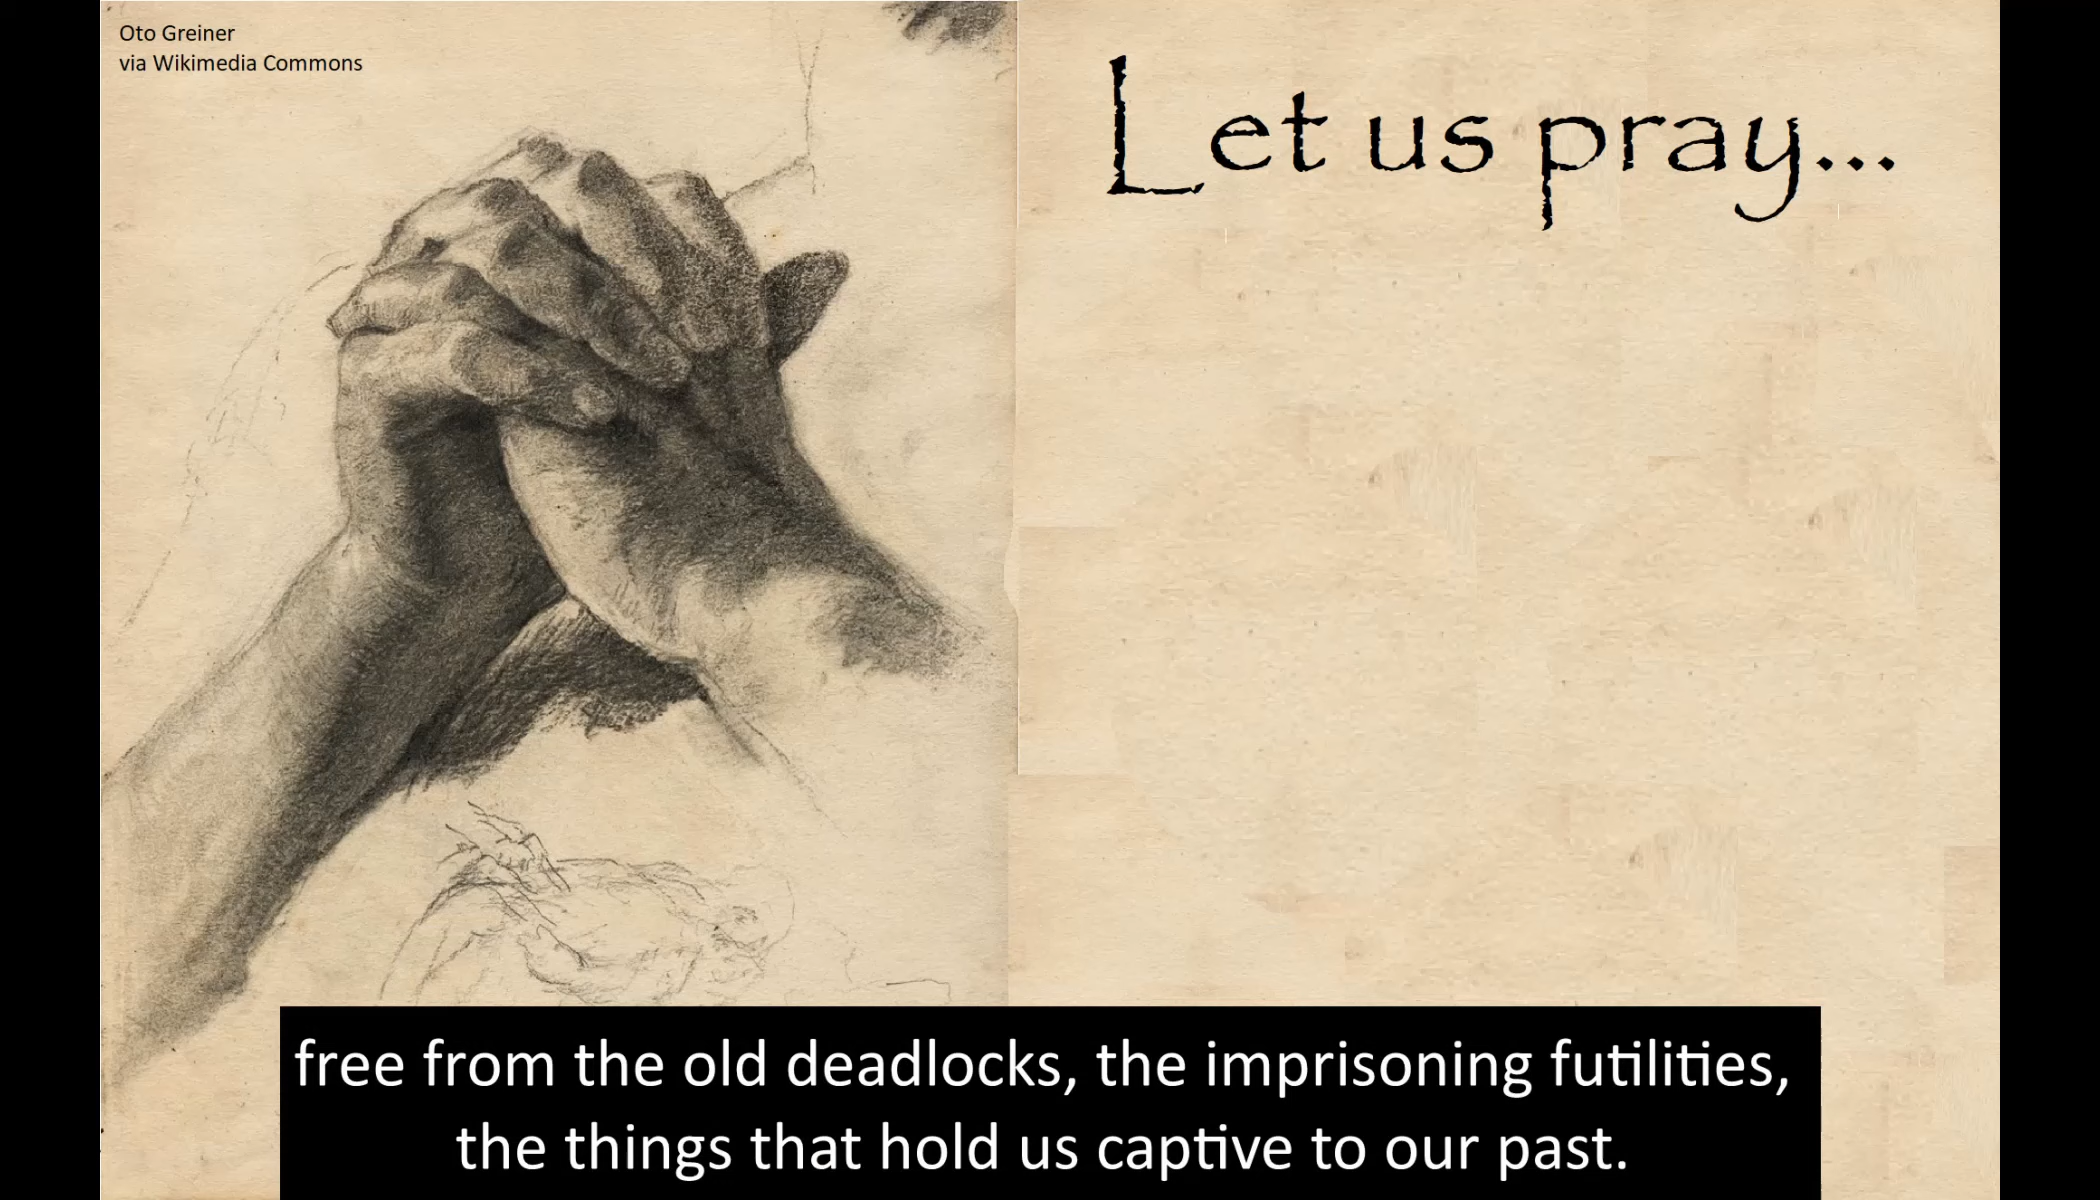 Oto Greiner
via Wikimedia Commons
Let us pray...
free from the old deadlocks, the imprisoning futilities,
the things that hold us captive to our past.